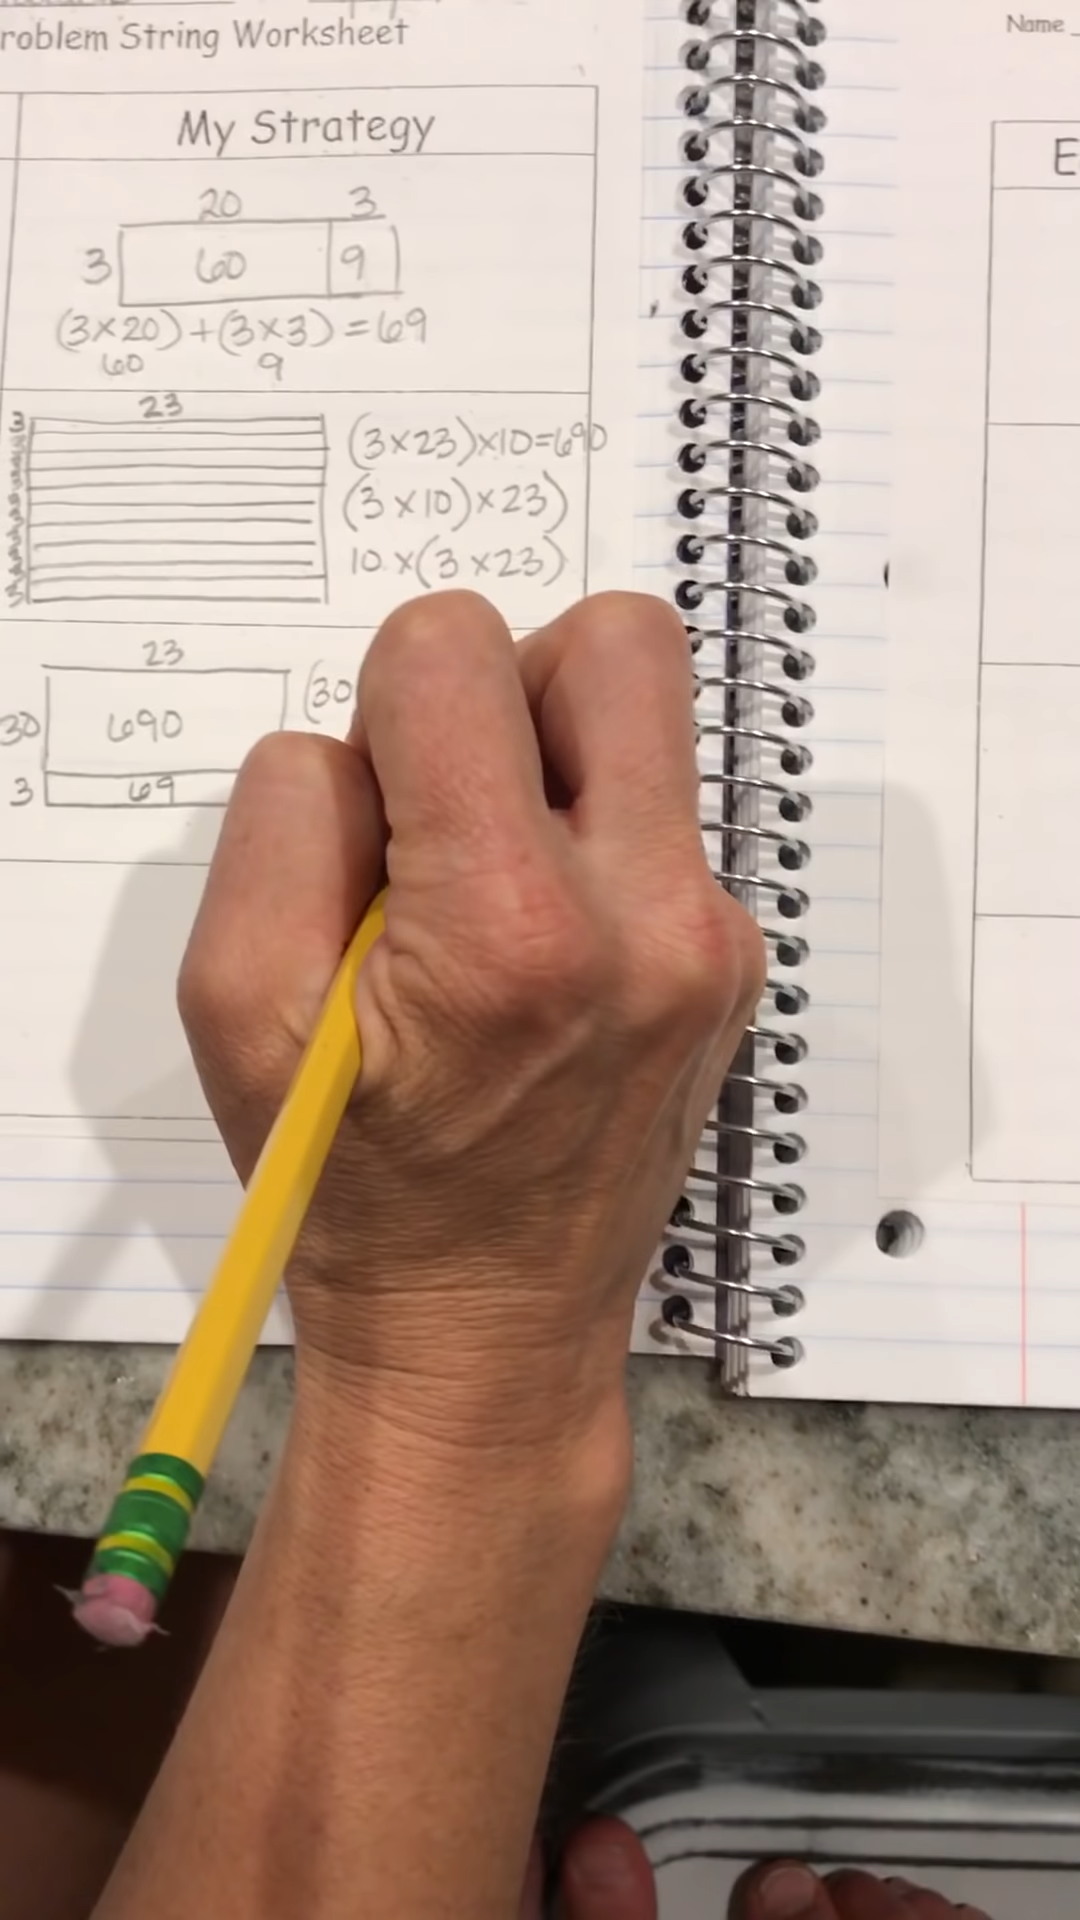 roblem String Worksheet
Name
My Strategy
E
20 3
3 60 9
(3×20)+(3×3)=69
60 9
23
3
3
(3×23)×10=690
(3×10)×23)
10×(3×23)
23
30 690 (30
3 69